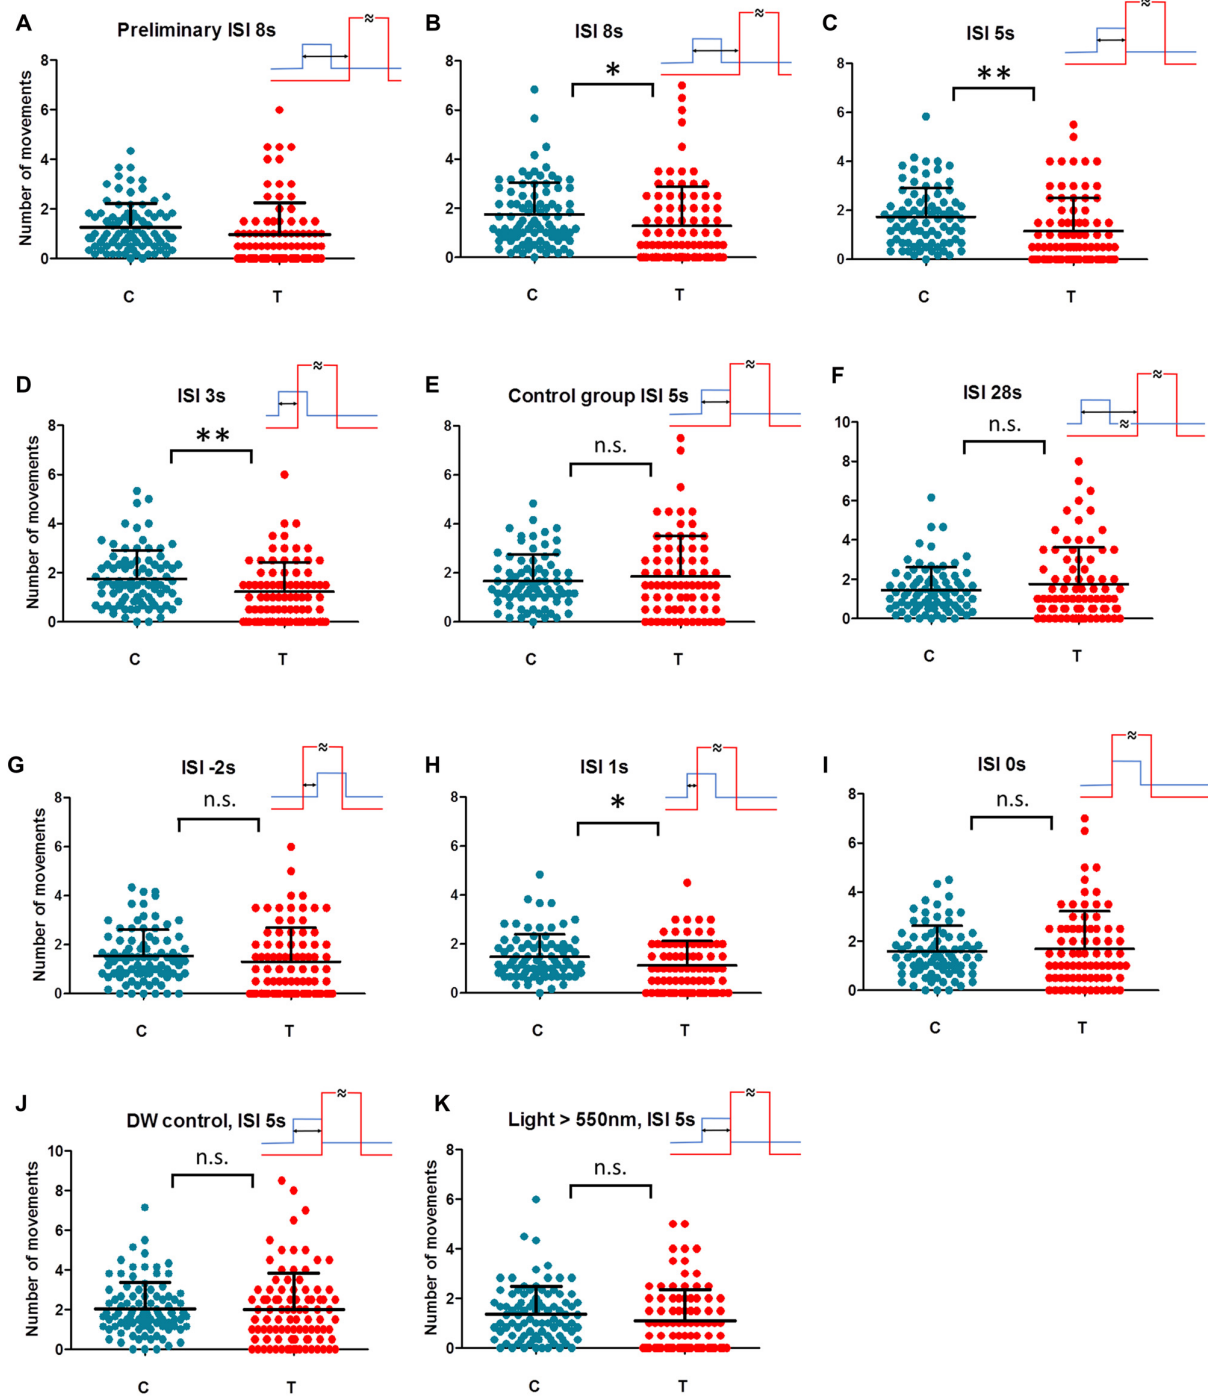 A Preliminary ISI 8s
≈
Number of movements
8
6
4
2
0
C T
B ISI 8s
≈
*
8
6
4
2
0
C T
C ISI 5s
≈
**
8
6
4
2
0
C T
D ISI 3s
≈
**
Number of movements
8
6
4
2
0
C T
E Control group ISI 5s
≈
n.s.
8
6
4
2
0
C T
F ISI 28s
≈
≈
n.s.
10
8
6
4
2
0
C T
G ISI -2s
≈
n.s.
Number of movements
8
6
4
2
0
C T
H ISI 1s
≈
*
8
6
4
2
0
C T
I ISI 0s
≈
n.s.
8
6
4
2
0
C T
J DW control, ISI 5s
≈
n.s.
Number of movements
10
8
6
4
2
0
C T
K Light > 550nm, ISI 5s
≈
n.s.
Number of movements
8
6
4
2
0
C T